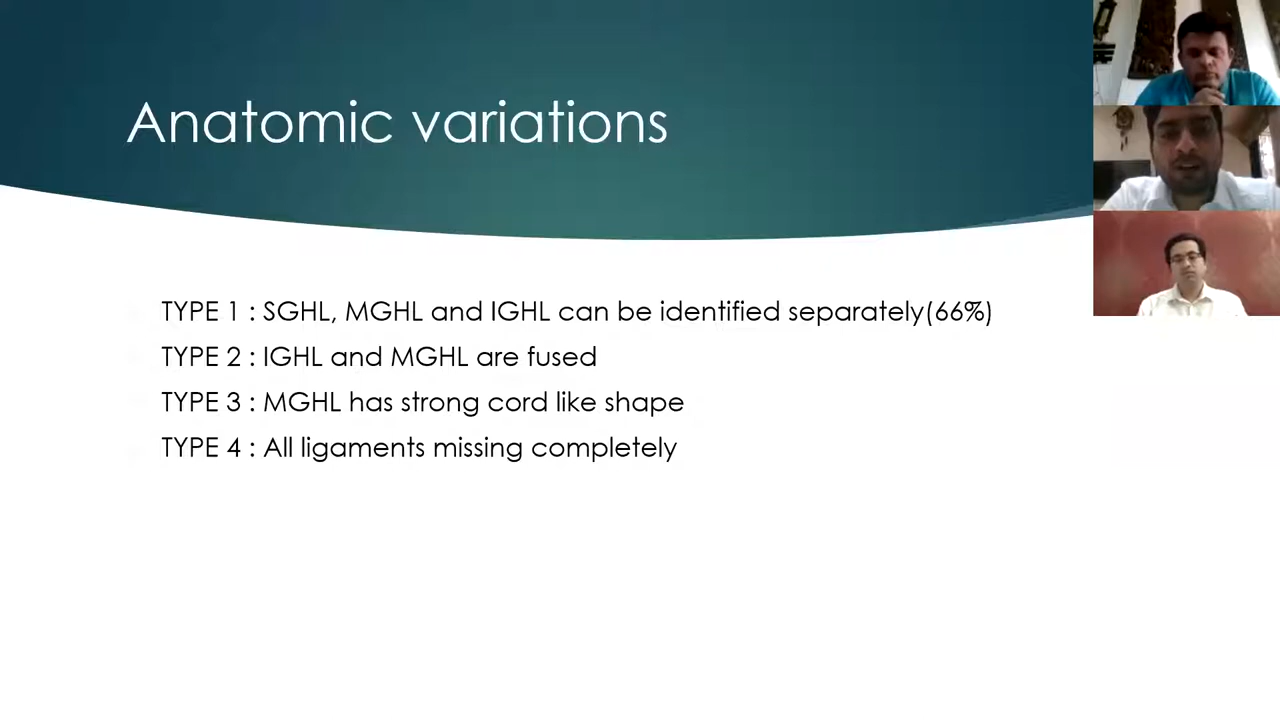 Anatomic variations
TYPE 1 : SGHL, MGHL and IGHL can be identified separately(66%)
TYPE 2 : IGHL and MGHL are fused
TYPE 3 : MGHL has strong cord like shape
TYPE 4 : All ligaments missing completely